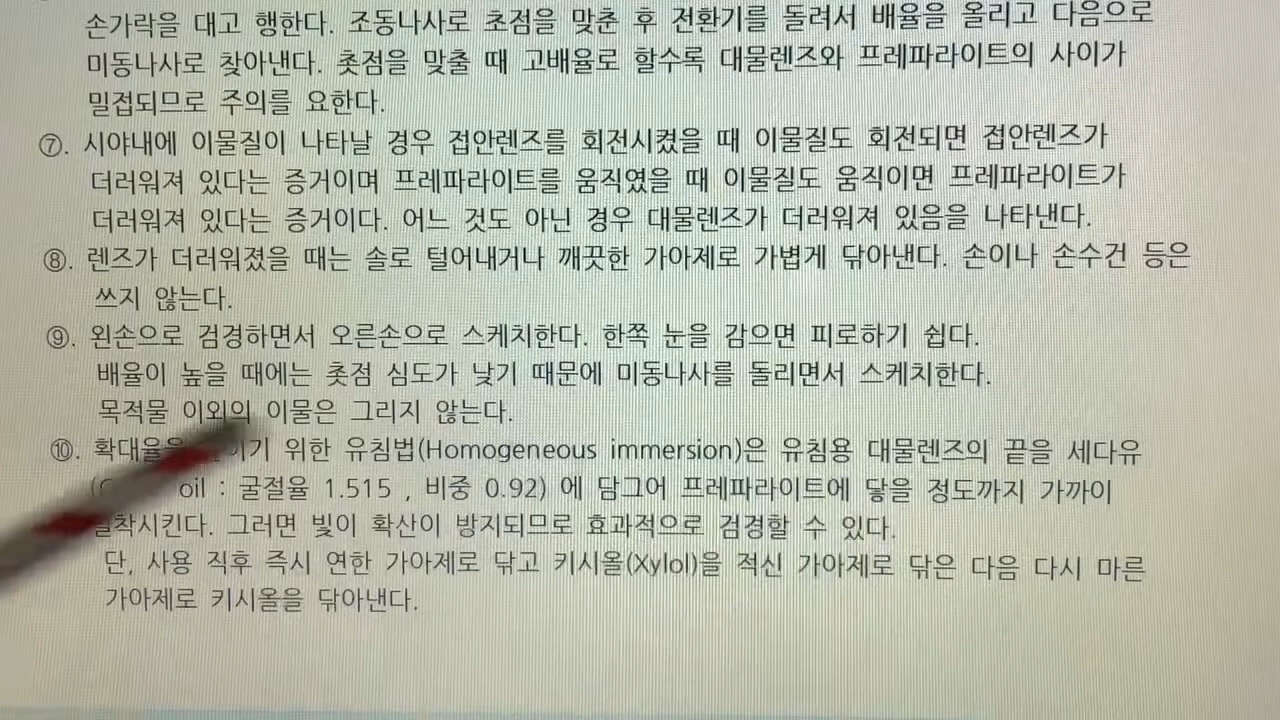 손가락을 대고 행한다. 조동나사로 초점을 맞춘 후 전환기를 돌려서 배율을 올리고 다음으로
미동나사로 찾아낸다. 촛점을 맞출 때 고배율로 할수록 대물렌즈와 프레파라이트의 사이가
밀접되므로 주의를 요한다.
⑦. 시야내에 이물질이 나타날 경우 접안렌즈를 회전시켰을 때 이물질도 회전되면 접안렌즈가
더러워져 있다는 증거이며 프레파라이트를 움직였을 때 이물질도 움직이면 프레파라이트가
더러워져 있다는 증거이다. 어느 것도 아닌 경우 대물렌즈가 더러워져 있음을 나타낸다.
⑧. 렌즈가 더러워졌을 때는 솔로 털어내거나 깨끗한 가아제로 가볍게 닦아낸다. 손이나 손수건 등은
쓰지 않는다.
⑨. 왼손으로 검경하면서 오른손으로 스케치한다. 한쪽 눈을 감으면 피로하기 쉽다.
배율이 높을 때에는 촛점 심도가 낮기 때문에 미동나사를 돌리면서 스케치한다.
목적물 이외의 이물은 그리지 않는다.
⑩. 확대율을 위한 유침법(Homogeneous immersion)은 유침용 대물렌즈의 끝을 세다유
oil : 굴절율 1.515 , 비중 0.92) 에 담그어 프레파라이트에 닿을 정도까지 가까이
그러면 빛이 확산이 방지되므로 효과적으로 검경할 수 있다.
단, 사용 직후 즉시 연한 가아제로 닦고 키시올(Xylol)을 적신 가아제로 닦은 다음 다시 마른
가아제로 키시올을 닦아낸다.